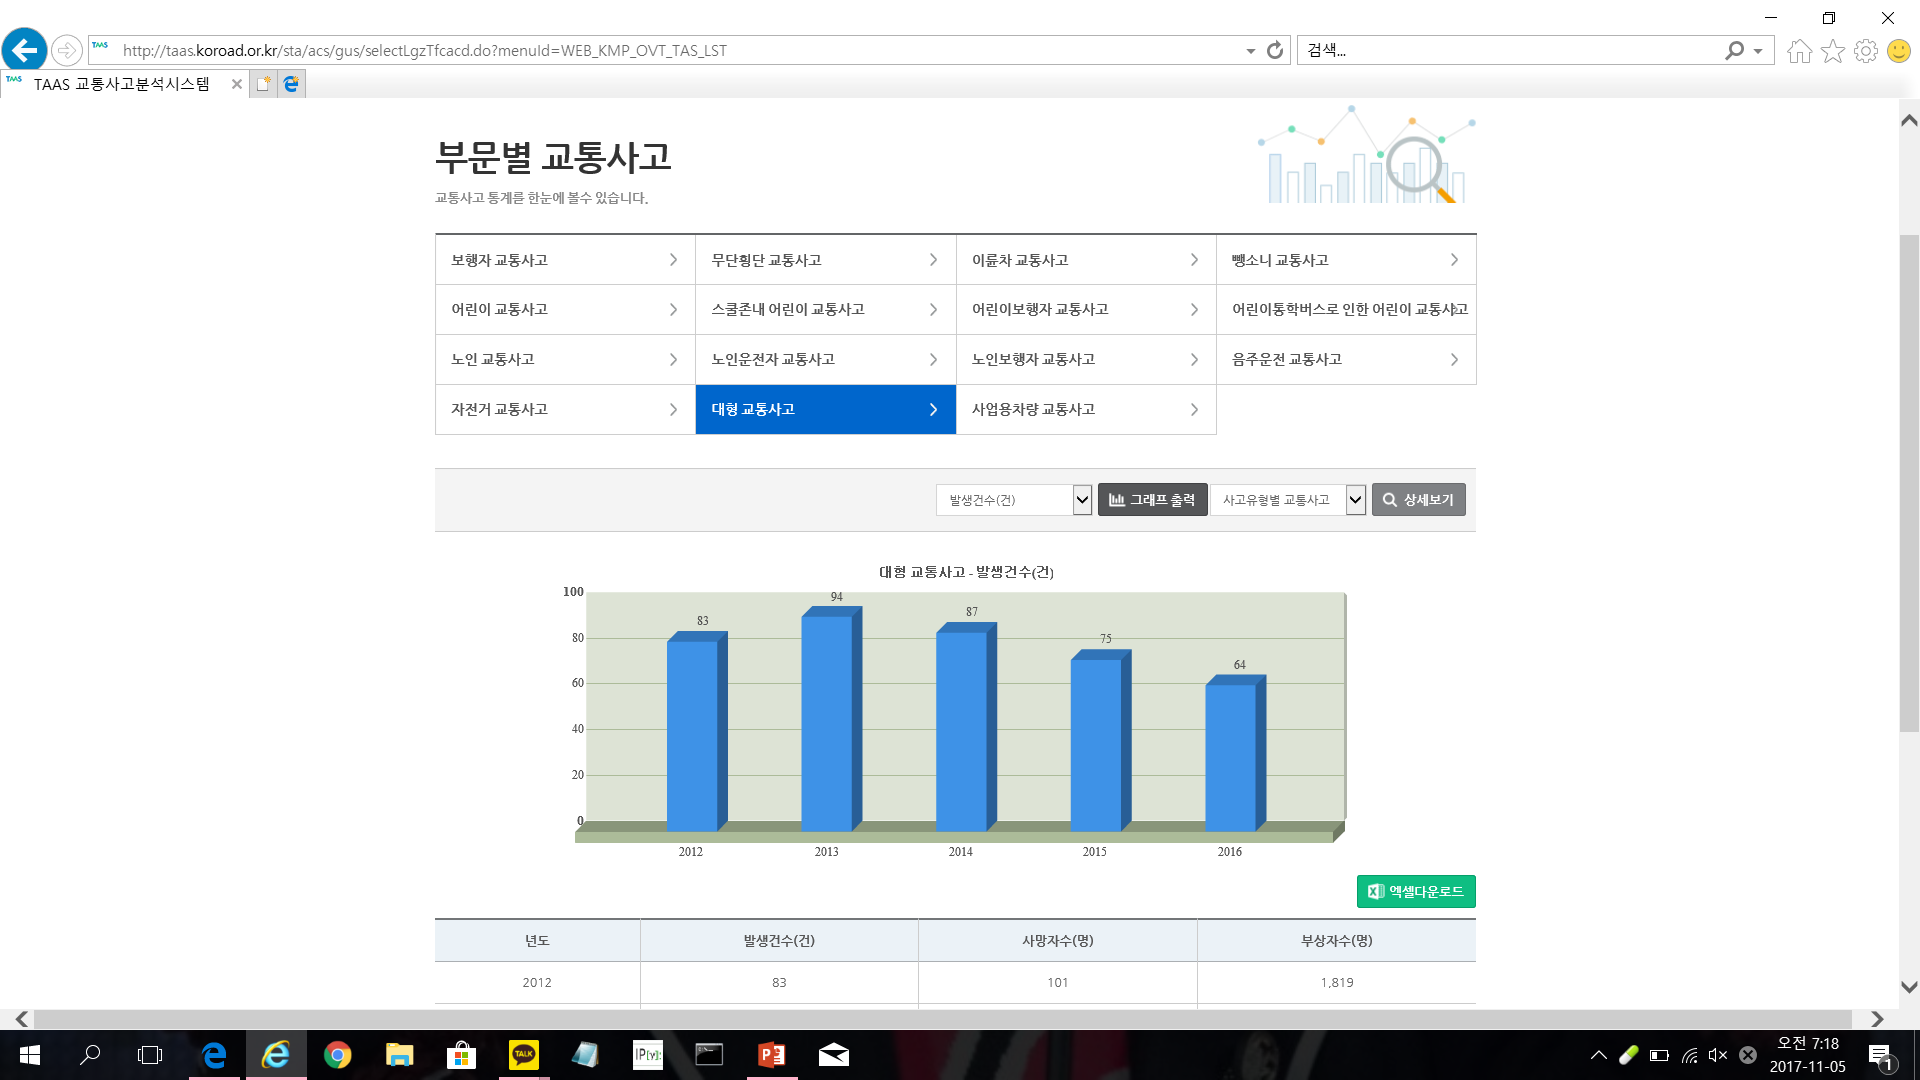 http://taas.koroad.or.kr/sta/acs/gus/selectLgzTfcacd.do?menuId=WEB_KMP_OVT_TAS_LST
검색...
TAAS
TAAS 교통사고분석시스템
부문별 교통사고
교통사고 통계를 한눈에 볼수 있습니다.
보행자 교통사고 무단횡단 교통사고 이륜차 교통사고 뺑소니 교통사고
어린이 교통사고 스쿨존내 어린이 교통사고 어린이보행자 교통사고 어린이통학버스로 인한 어린이 교통사고
노인 교통사고 노인운전자 교통사고 노인보행자 교통사고 음주운전 교통사고
자전거 교통사고 대형 교통사고 사업용차량 교통사고
발생건수(건) 그래프 출력 사고유형별 교통사고 상세보기
대형 교통사고 - 발생건수(건)
100
80
60
40
20
0
83 94 87 75 64
2012 2013 2014 2015 2016
엑셀다운로드
년도 발생건수(건) 사망자수(명) 부상자수(명)
2012 83 101 1,819
TALK
IP[y]:
오전 7:18
2017-11-05
1